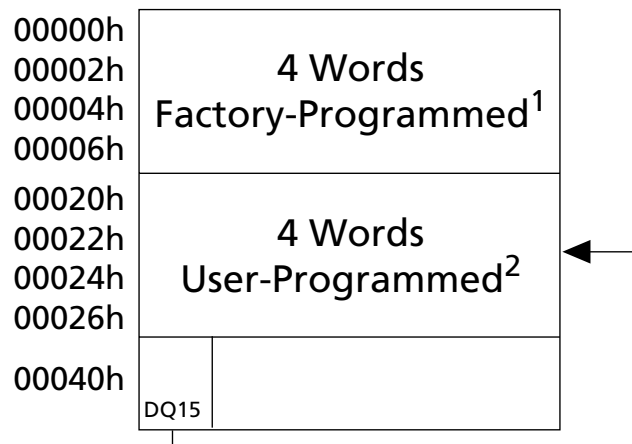 00000h
00002h
00004h
00006h
4 Words
Factory-Programmed1
00020h
00022h
00024h
00026h
4 Words
User-Programmed2
00040h
DQ15